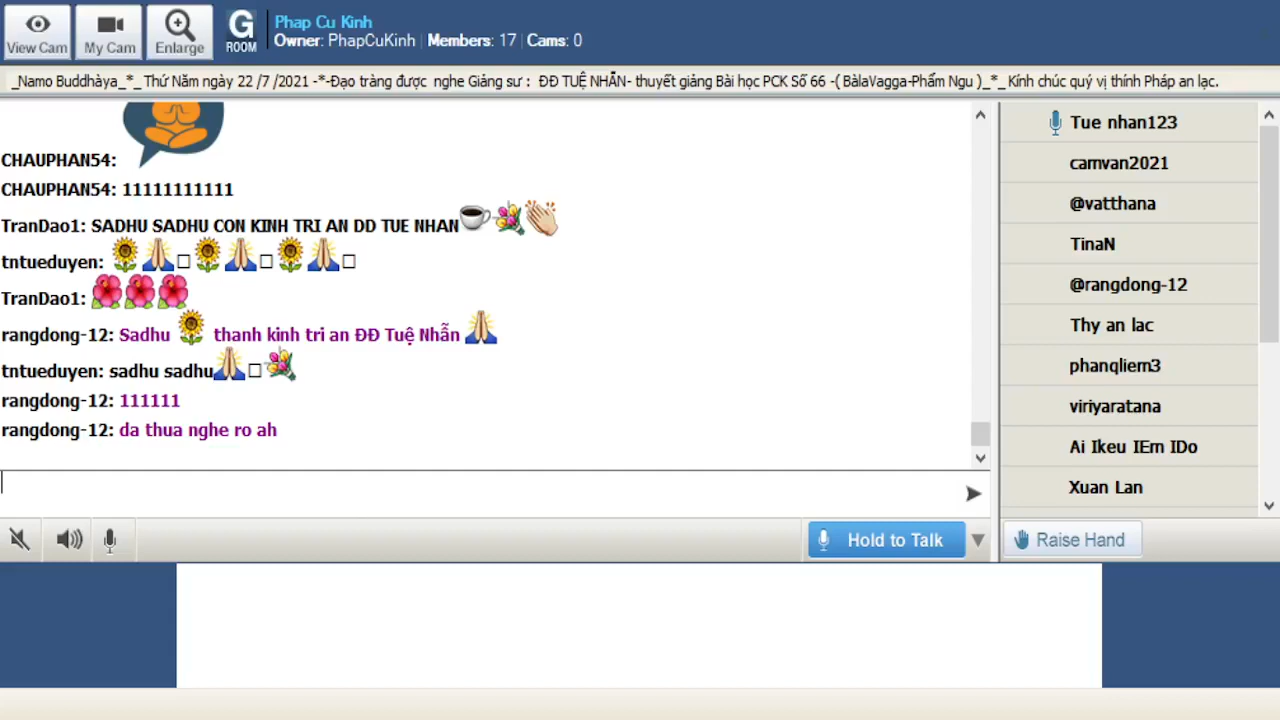 View Cam
My Cam
Enlarge
G
ROOM
Phap Cu Kinh
Owner: PhapCuKinh | Members: 17 | Cams: 0
_Namo Buddhàya_*_ Thứ Năm ngày 22 /7 /2021 -*-Đạo tràng được nghe Giảng sư : ĐĐ TUỆ NHẪN- thuyết giảng Bài học PCK Số 66 -( BàlaVagga-Phẩm Ngu )_*_ Kính chúc quý vị thính Pháp an lạc.
CHAUPHAN54:
CHAUPHAN54: 11111111111
TranDao1: SADHU SADHU CON KINH TRI AN DD TUE NHAN
tntueduyen:
TranDao1:
rangdong-12: Sadhu thanh kinh tri an ĐĐ Tuệ Nhẫn
tntueduyen: sadhu sadhu
rangdong-12: 111111
rangdong-12: da thua nghe ro ah
Hold to Talk
Tue nhan123
camvan2021
@vatthana
TinaN
@rangdong-12
Thy an lac
phanqliem3
viriyaratana
Ai Ikeu IEm IDo
Xuan Lan
Raise Hand